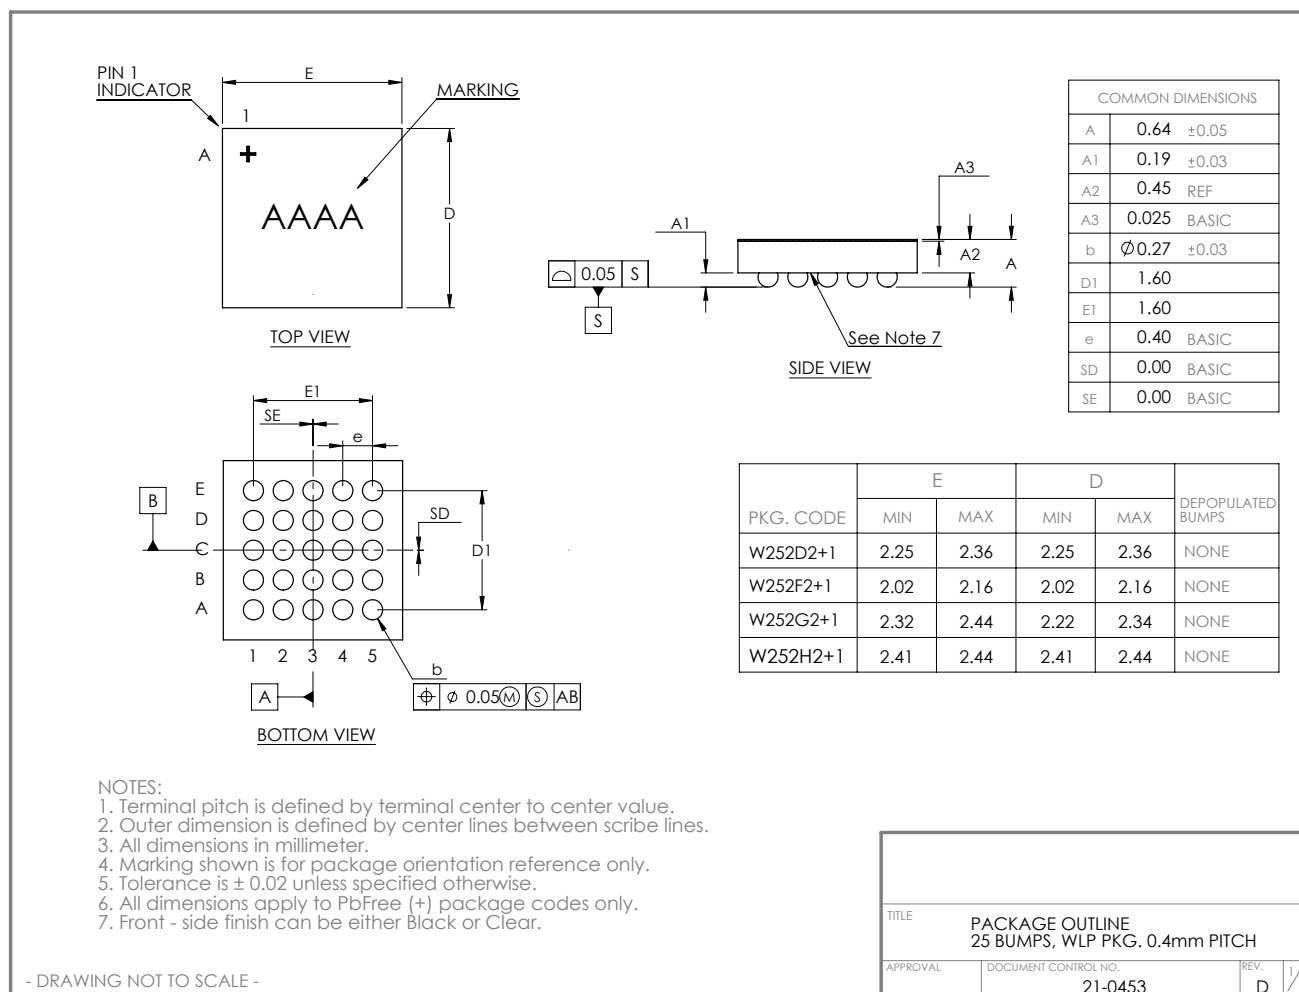 PIN 1
INDICATOR
E
MARKING
1
A
AAAA
D
TOP VIEW
A3
A1
A2
A
0.05 S
S
See Note 7
SIDE VIEW
COMMON DIMENSIONS
A 0.64 ±0.05
A1 0.19 ±0.03
A2 0.45 REF
A3 0.025 BASIC
b Ø0.27 ±0.03
D1 1.60
E1 1.60
e 0.40 BASIC
SD 0.00 BASIC
SE 0.00 BASIC
E1
SE
e
B
E
D
C
B
A
SD
D1
1 2 3 4 5
b
A
⌖ ø 0.05Ⓜ Ⓢ AB
BOTTOM VIEW
E D
PKG. CODE MIN MAX MIN MAX DEPOPULATED
BUMPS
W252D2+1 2.25 2.36 2.25 2.36 NONE
W252F2+1 2.02 2.16 2.02 2.16 NONE
W252G2+1 2.32 2.44 2.22 2.34 NONE
W252H2+1 2.41 2.44 2.41 2.44 NONE
NOTES:
1. Terminal pitch is defined by terminal center to center value.
2. Outer dimension is defined by center lines between scribe lines.
3. All dimensions in millimeter.
4. Marking shown is for package orientation reference only.
5. Tolerance is ± 0.02 unless specified otherwise.
6. All dimensions apply to PbFree (+) package codes only.
7. Front - side finish can be either Black or Clear.
- DRAWING NOT TO SCALE -
TITLE
PACKAGE OUTLINE
25 BUMPS, WLP PKG. 0.4mm PITCH
APPROVAL DOCUMENT CONTROL NO. REV. 1/
21-0453 D